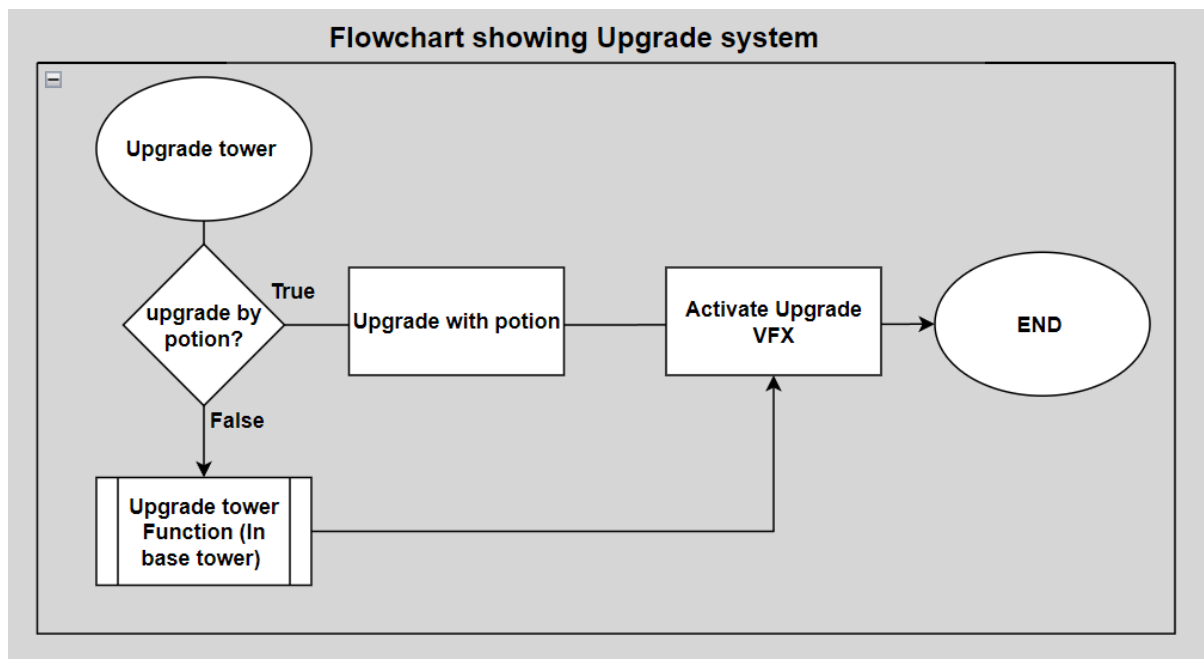 Flowchart showing Upgrade system
Upgrade tower
upgrade by
potion?
True
Upgrade with potion
Activate Upgrade
VFX
END
False
Upgrade tower
Function (In
base tower)